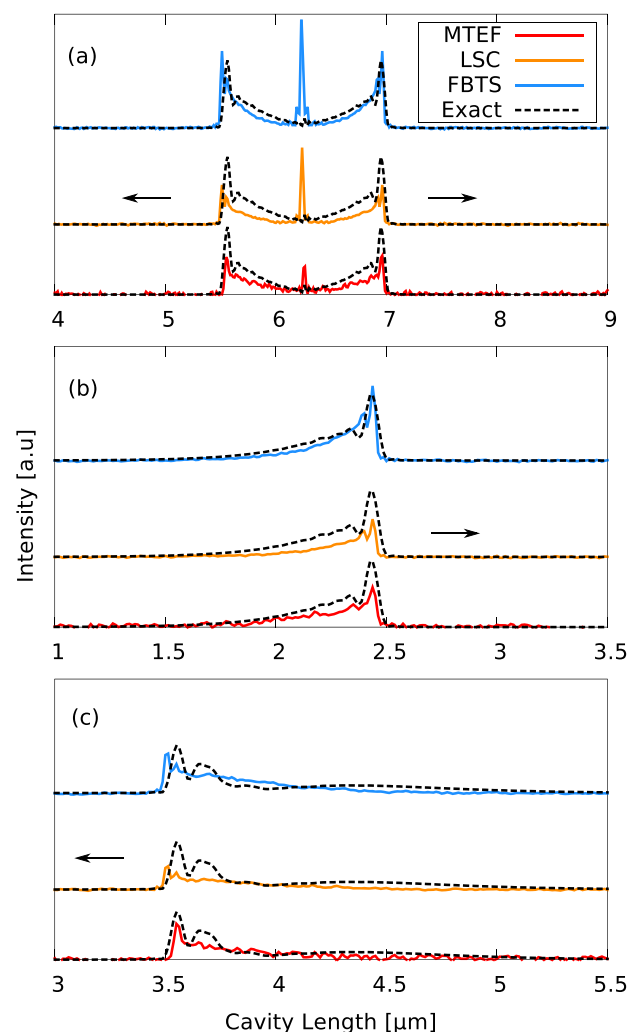 (a)
MTEF
LSC
FBTS
Exact
4 5 6 7 8 9
(b)
Intensity [a.u]
1 1.5 2 2.5 3 3.5
(c)
3 3.5 4 4.5 5 5.5
Cavity Length [μm]